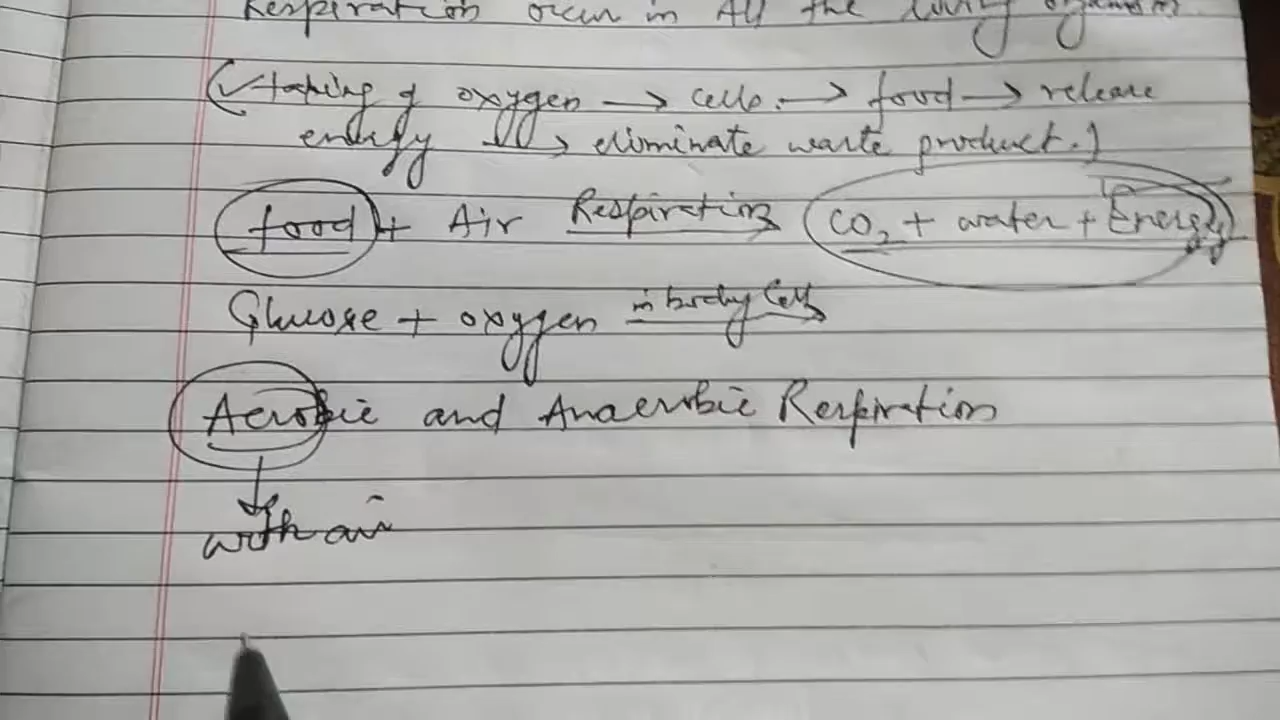 Respiration occur in All the living organisms
(✓taking of oxygen → cells. → food → release
energy → eliminate waste product.)
food + Air Respiration CO2 + water + Energy
Glucose + oxygen in body Cells
Aerobic and Anaerobic Respiration
with air